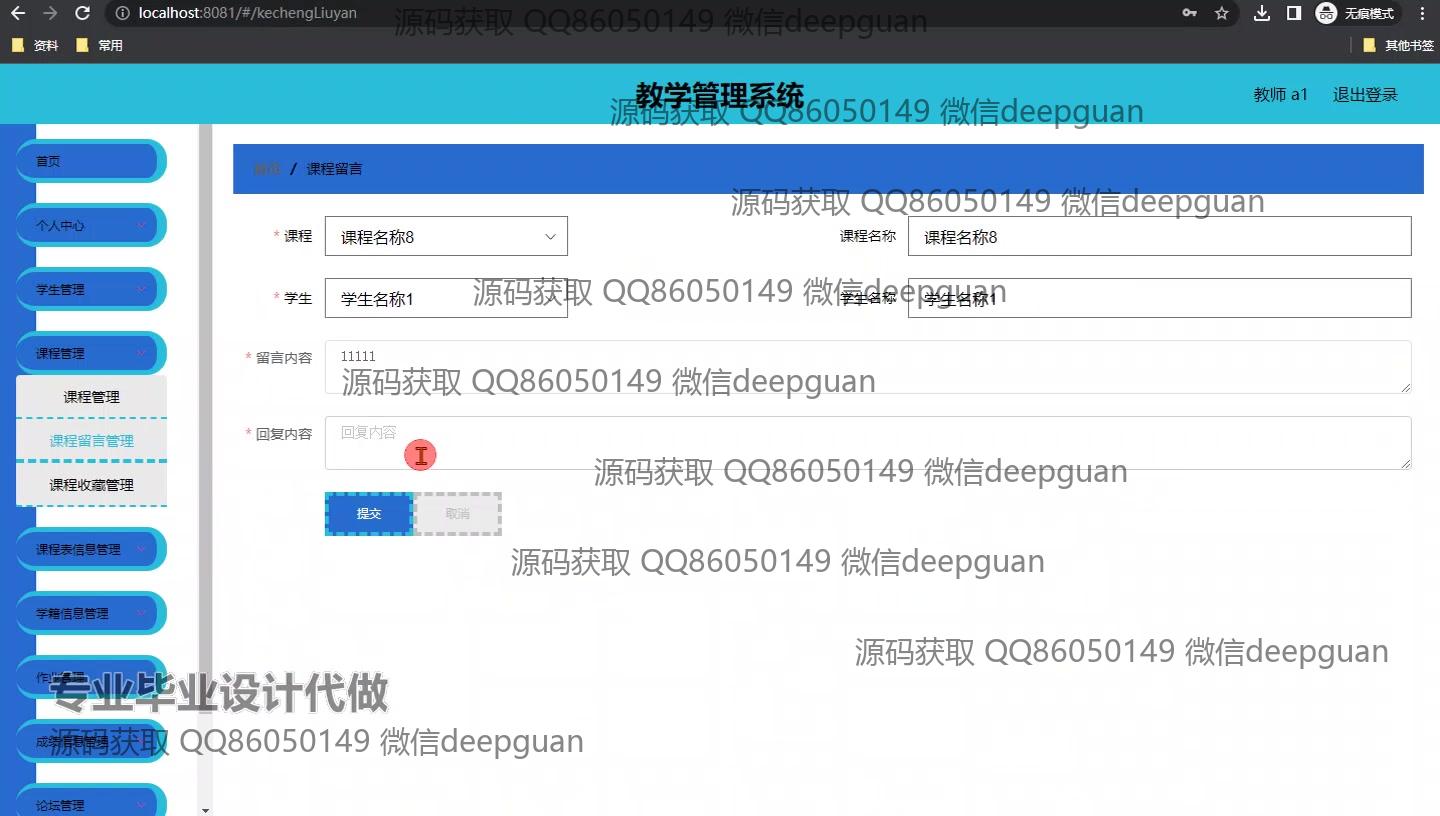 localhost:8081/#/kechengLiuyan
无痕模式
源码获取 QQ86050149 微信deepguan
资料
常用
其他书签
教学管理系统
教师 a1
退出登录
源码获取 QQ86050149 微信deepguan
首页
首页 / 课程留言
源码获取 QQ86050149 微信deepguan
个人中心
* 课程
课程名称8
课程名称
课程名称8
学生管理
* 学生
学生名称1
学生名称
学生名称1
源码获取 QQ86050149 微信deepguan
课程管理
* 留言内容
11111
源码获取 QQ86050149 微信deepguan
课程管理
课程留言管理
课程收藏管理
* 回复内容
回复内容
源码获取 QQ86050149 微信deepguan
提交
取消
课程表信息管理
源码获取 QQ86050149 微信deepguan
学籍信息管理
源码获取 QQ86050149 微信deepguan
作业管理
专业毕业设计代做
成绩信息管理
源码获取 QQ86050149 微信deepguan
论坛管理